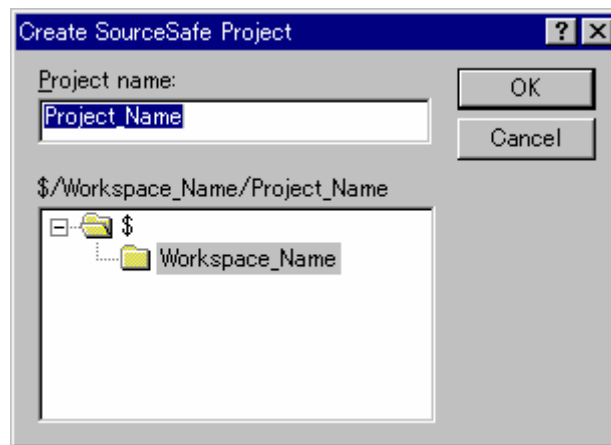 Create SourceSafe Project
Project name:
OK
Project_Name
Cancel
$/Workspace_Name/Project_Name
$
Workspace_Name